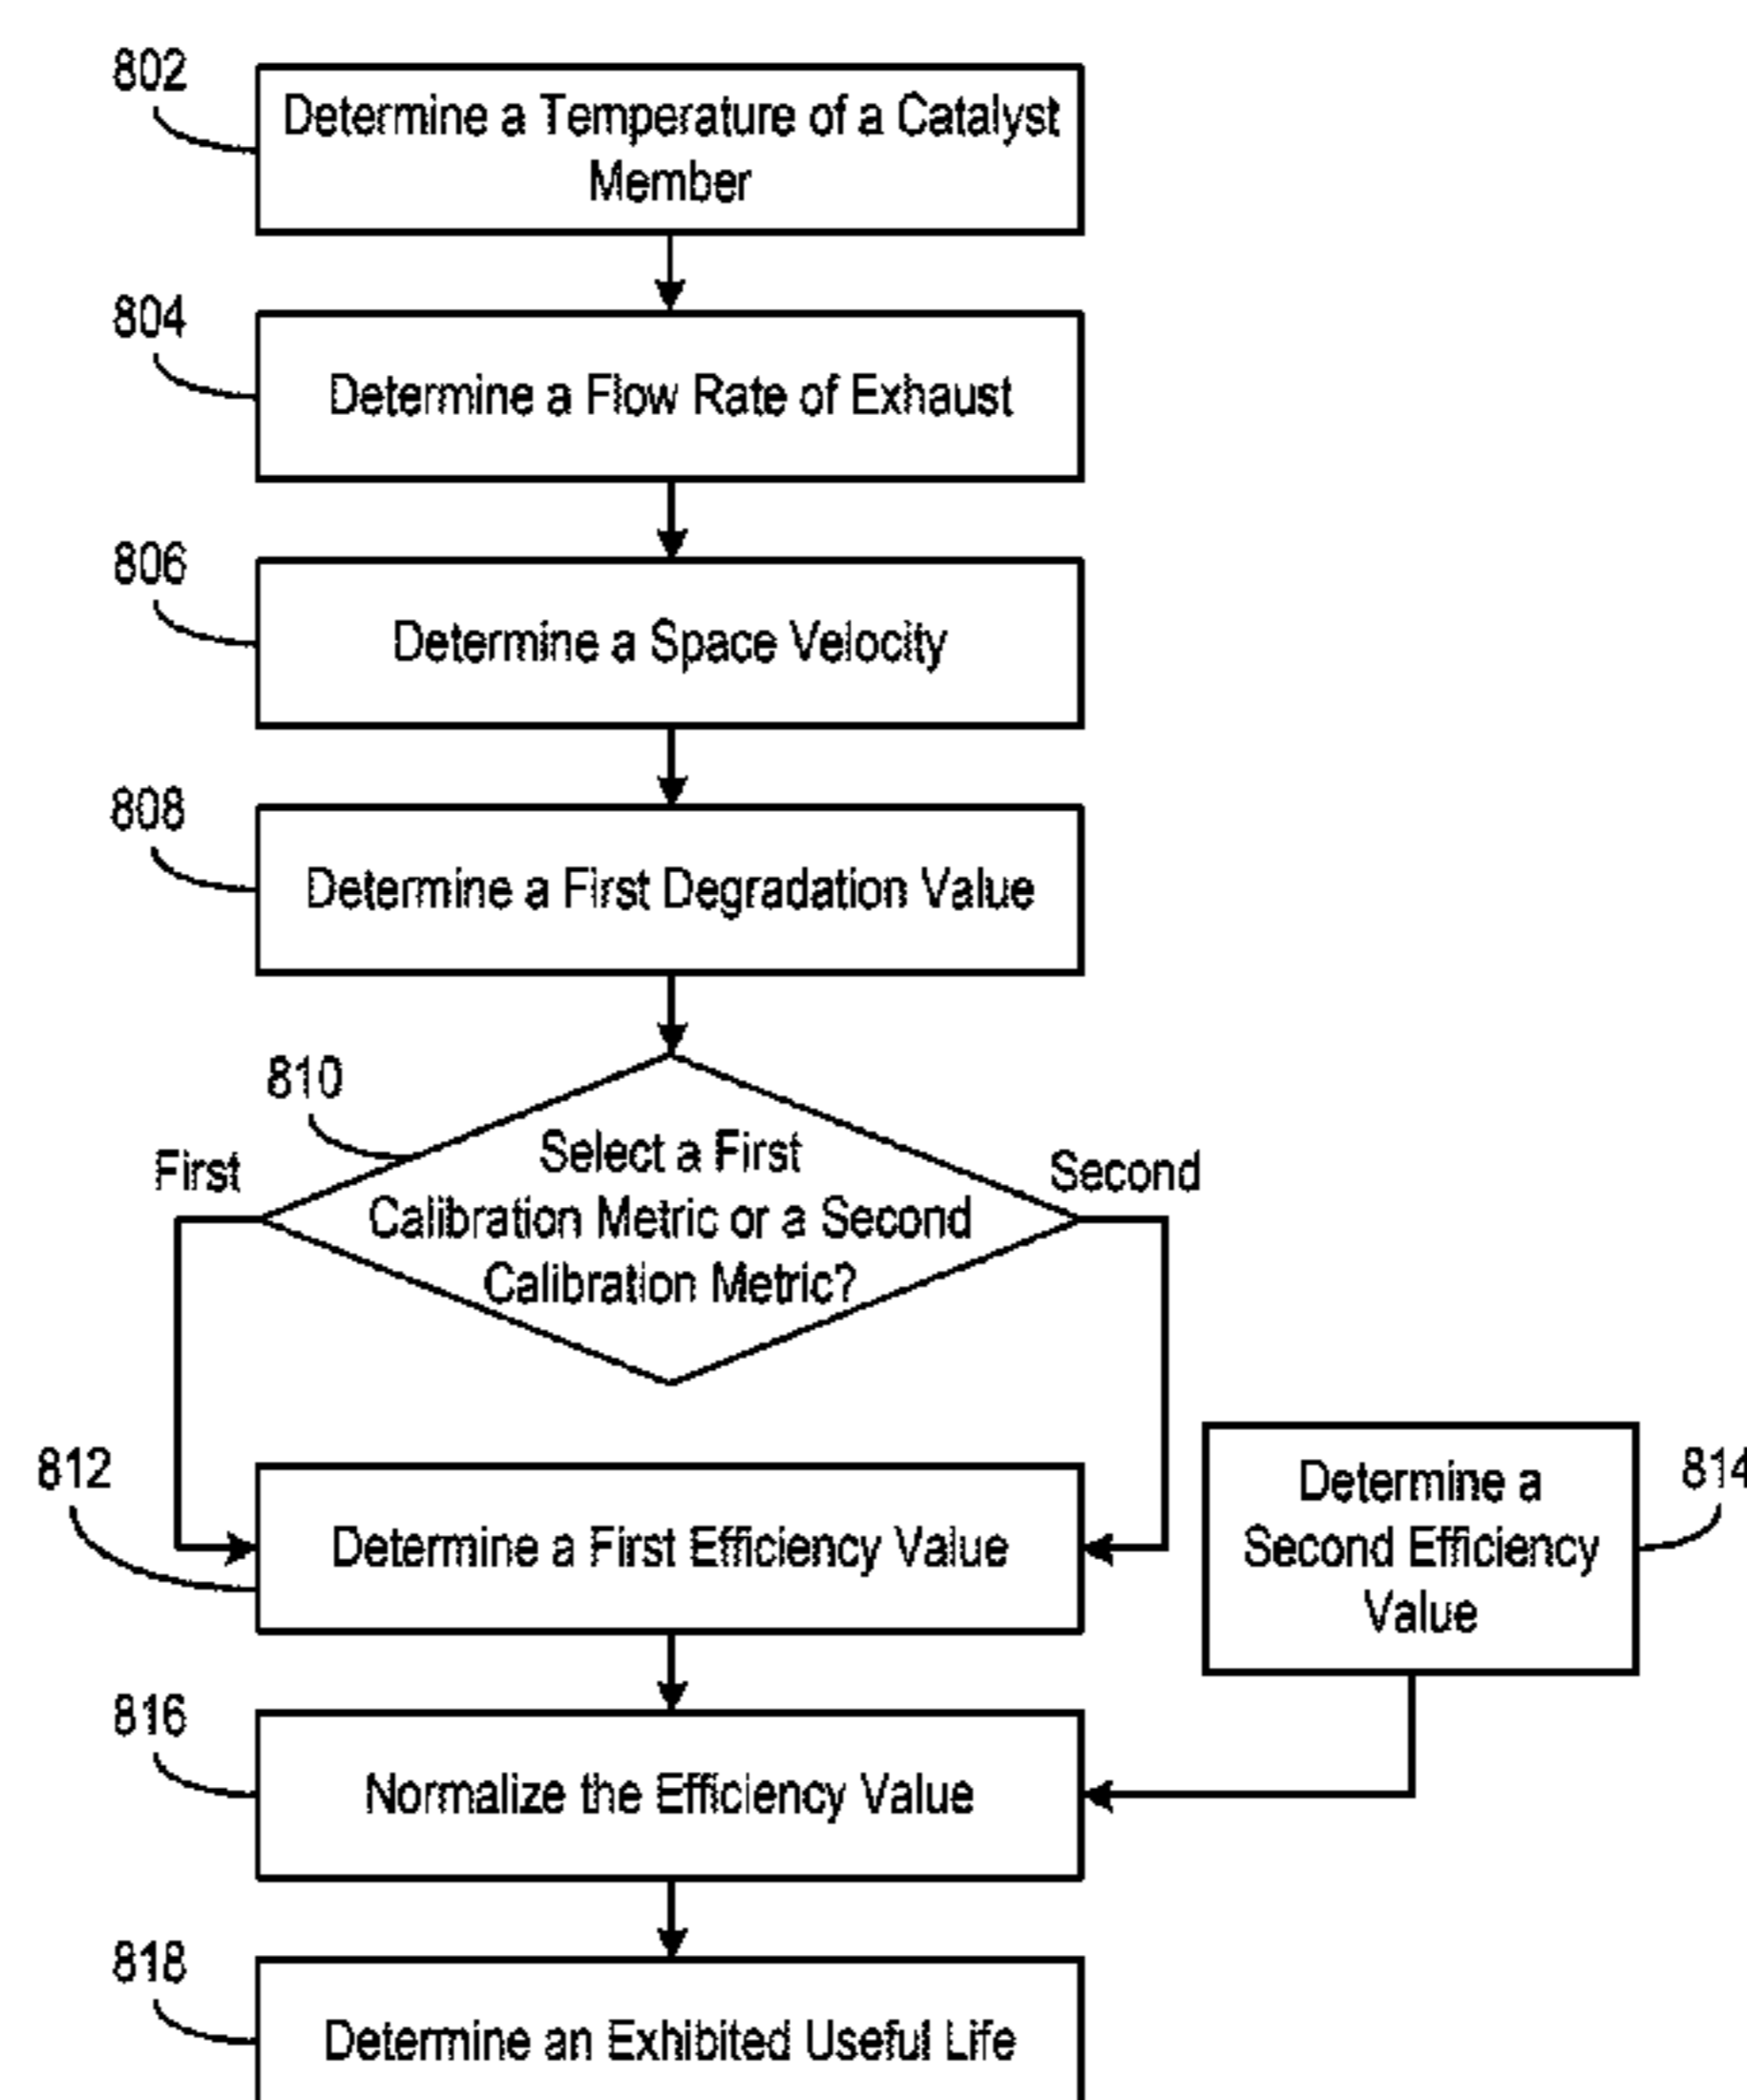 802
Determine a Temperature of a Catalyst
Member
804
Determine a Flow Rate of Exhaust
806
Determine a Space Velocity
808
Determine a First Degradation Value
810
First
Select a First
Calibration Metric or a Second
Calibration Metric?
Second
812
Determine a First Efficiency Value
Determine a
Second Efficiency
Value
814
816
Normalize the Efficiency Value
818
Determine an Exhibited Useful Life